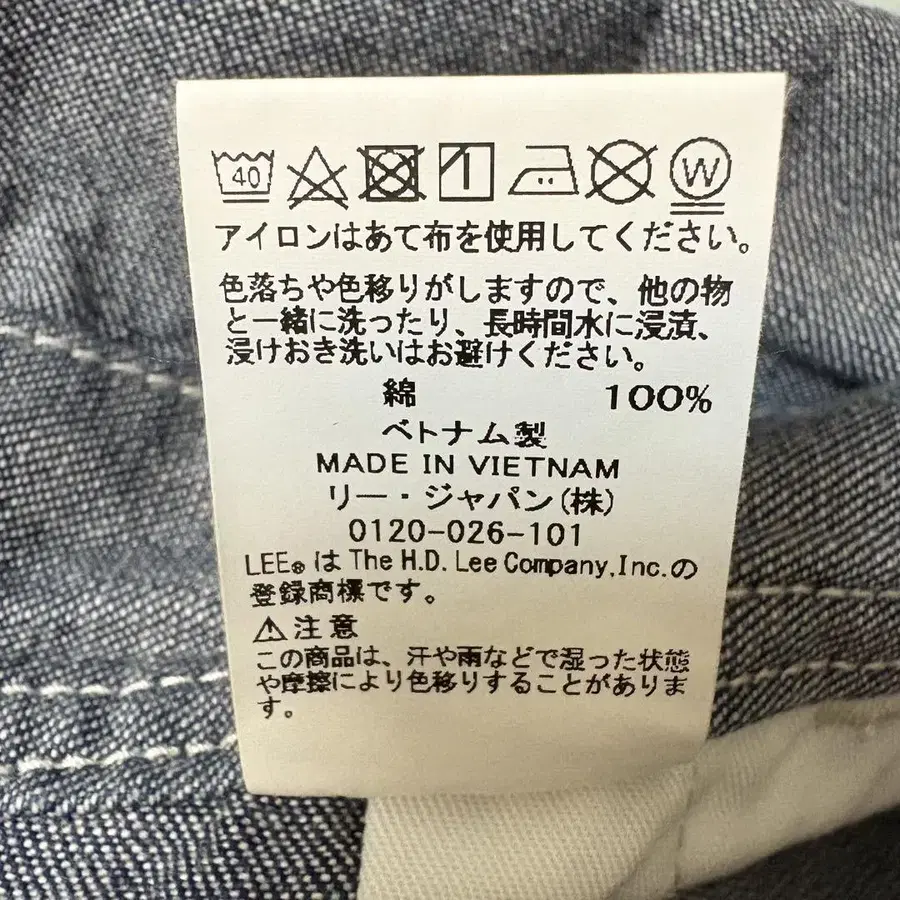 40 W
アイロンはあて布を使用してください。
色落ちや色移りがしますので、他の物
と一緒に洗ったり、長時間水に浸漬、
浸けおき洗いはお避けください。
綿 100%
ベトナム製
MADE IN VIETNAM
リー・ジャパン(株)
0120-026-101
LEE®は The H.D. Lee Company, Inc.の
登録商標です。
⚠注意
この商品は、汗や雨などで湿った状態
や摩擦により色移りすることがありま
す。